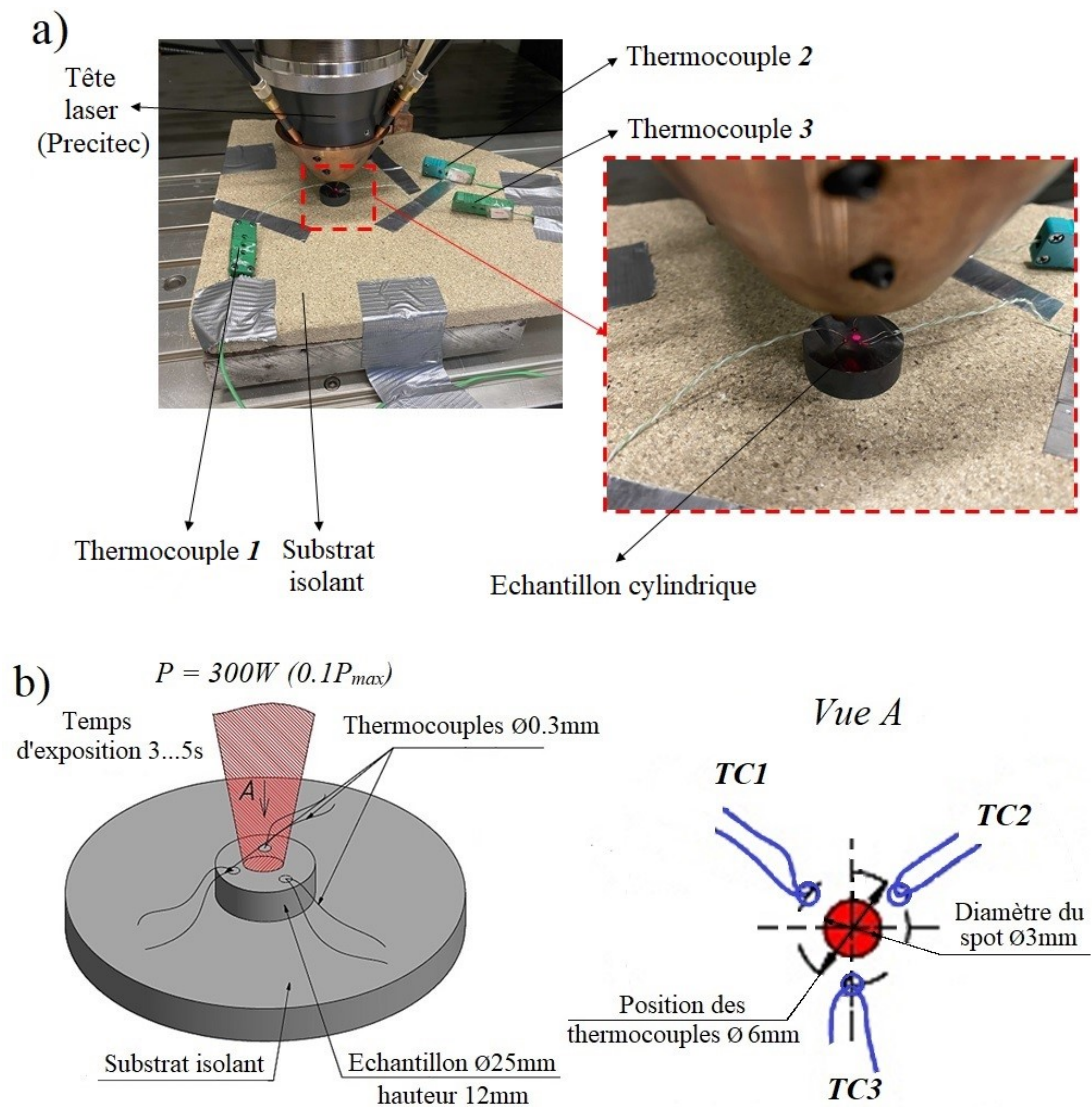 a)
Tête
laser
(Precitec)
Thermocouple 2
Thermocouple 3
Thermocouple 1
Substrat
isolant
Echantillon cylindrique
b)
P = 300W (0.1Pmax)
Temps
d'exposition 3...5s
Thermocouples Ø0.3mm
A
Substrat isolant
Echantillon Ø25mm
hauteur 12mm
Vue A
TC1
TC2
Diamètre du
spot Ø3mm
Position des
thermocouples Ø 6mm
TC3